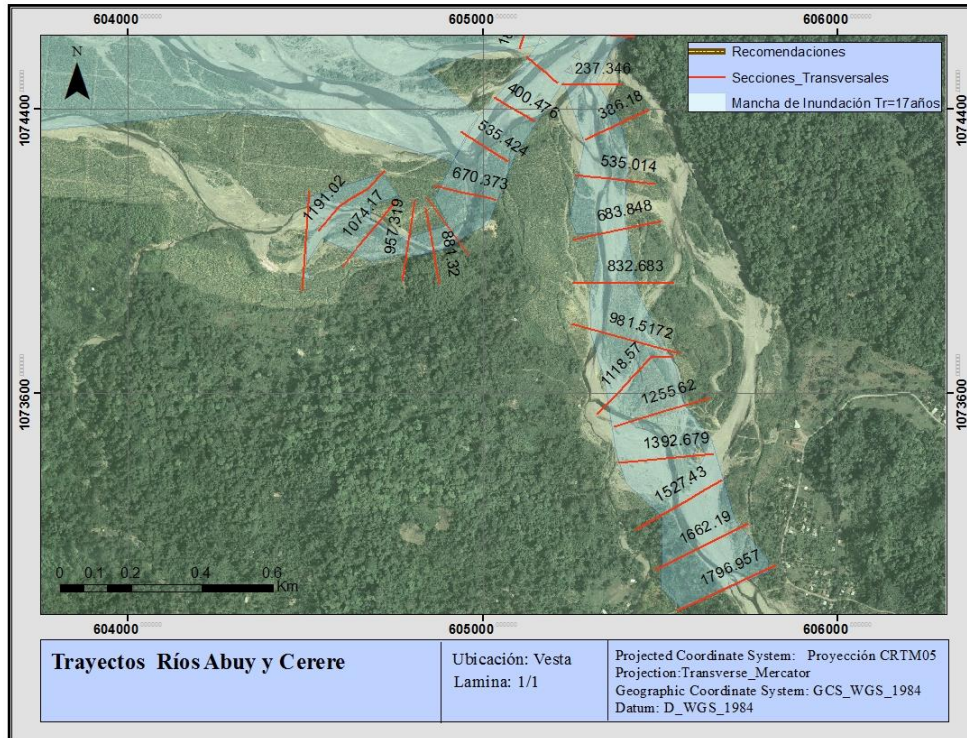 604000
605000
606000
N
Recomendaciones
Secciones_Transversales
Mancha de Inundación Tr=17años
1074400
1074400
237.346
400.476
336.18
535.424
535.014
670.373
1191.02
1074.17
957.319
881.32
683.848
832.683
981.5172
1118.57
1073600
1073600
1255.62
1392.679
1527.43
1662.19
1796.957
0 0.1 0.2 0.4 0.6
Km
604000
605000
606000
Trayectos Ríos Abuy y Cerere
Ubicación: Vesta
Lamina: 1/1
Projected Coordinate System: Proyección CRTM05
Projection:Transverse_Mercator
Geographic Coordinate System: GCS_WGS_1984
Datum: D_WGS_1984